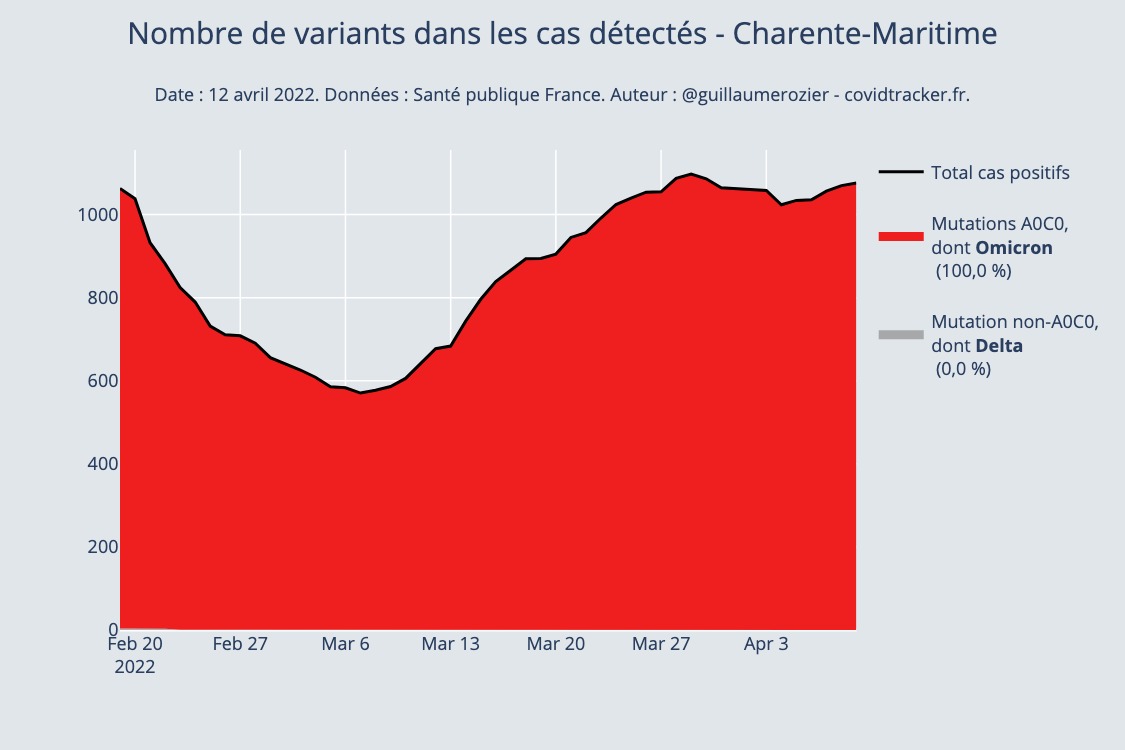 Nombre de variants dans les cas détectés - Charente-Maritime
Date : 12 avril 2022. Données : Santé publique France. Auteur : @guillaumerozier - covidtracker.fr.
Total cas positifs
Mutations A0C0,
dont Omicron
(100,0 %)
Mutation non-A0C0,
dont Delta
(0,0 %)
1000
800
600
400
200
0
Feb 20
2022
Feb 27
Mar 6
Mar 13
Mar 20
Mar 27
Apr 3